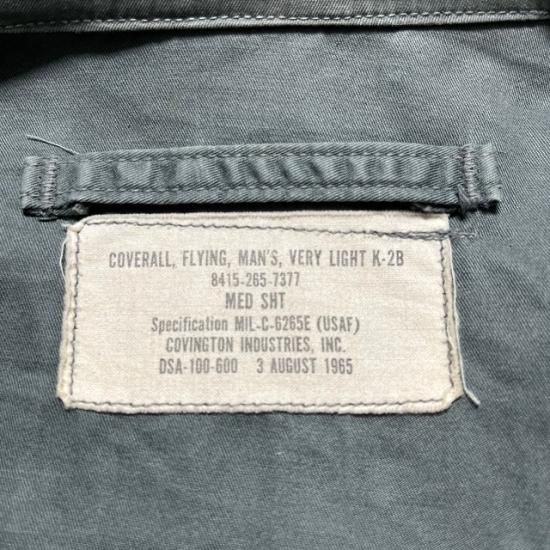 COVERALL, FLYING, MAN'S, VERY LIGHT K-2B
8415-265-7377
MED SHT
Specification MIL-C-6265E (USAF)
COVINGTON INDUSTRIES, INC.
DSA-100-600 3 AUGUST 1965